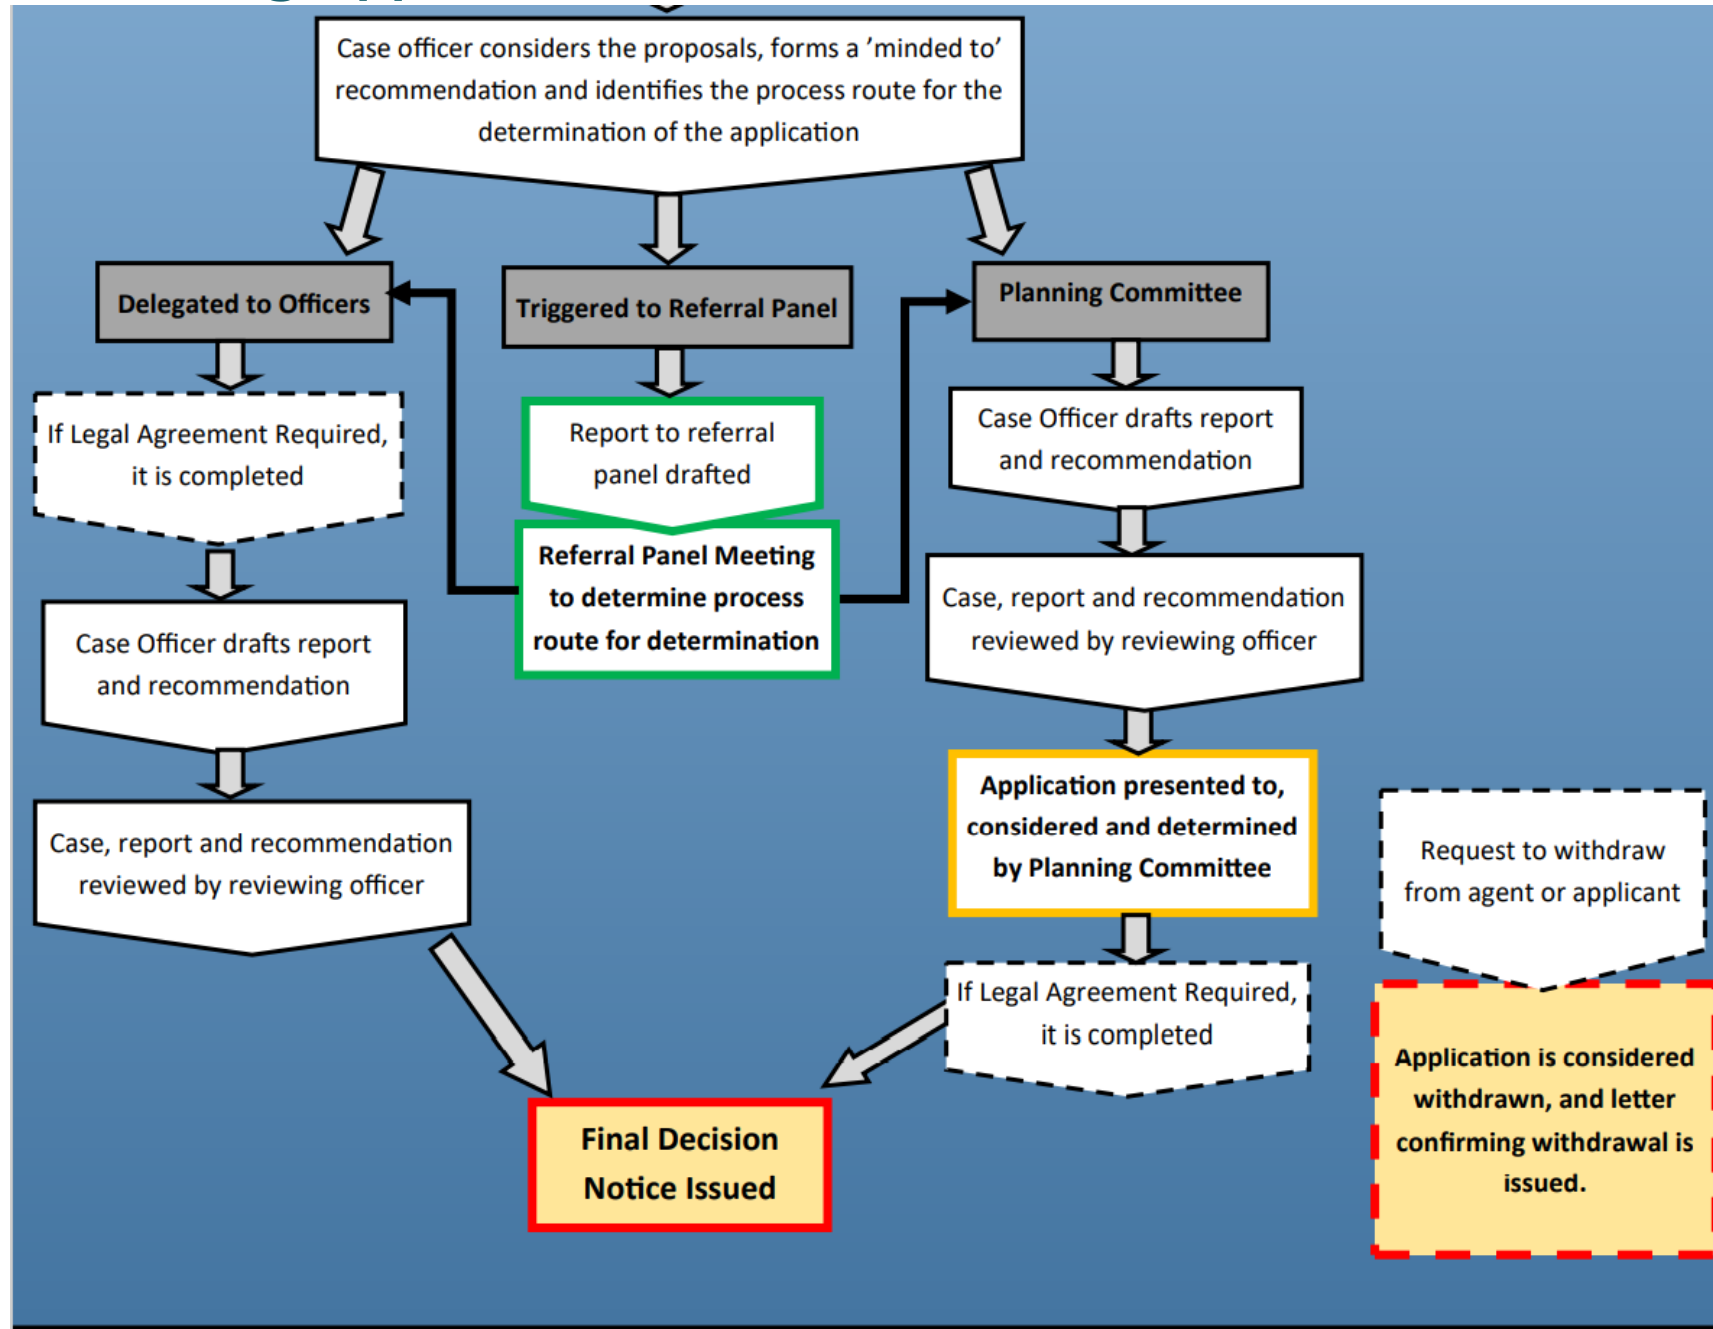 Case officer considers the proposals, forms a ’minded to’
recommendation and identifies the process route for the
determination of the application
Delegated to Officers
Triggered to Referral Panel
Planning Committee
If Legal Agreement Required,
it is completed
Report to referral
panel drafted
Case Officer drafts report
and recommendation
Referral Panel Meeting
to determine process
route for determination
Case, report and recommendation
reviewed by reviewing officer
Case Officer drafts report
and recommendation
Application presented to,
considered and determined
by Planning Committee
Case, report and recommendation
reviewed by reviewing officer
Request to withdraw
from agent or applicant
If Legal Agreement Required,
it is completed
Application is considered
withdrawn, and letter
confirming withdrawal is
issued.
Final Decision
Notice Issued